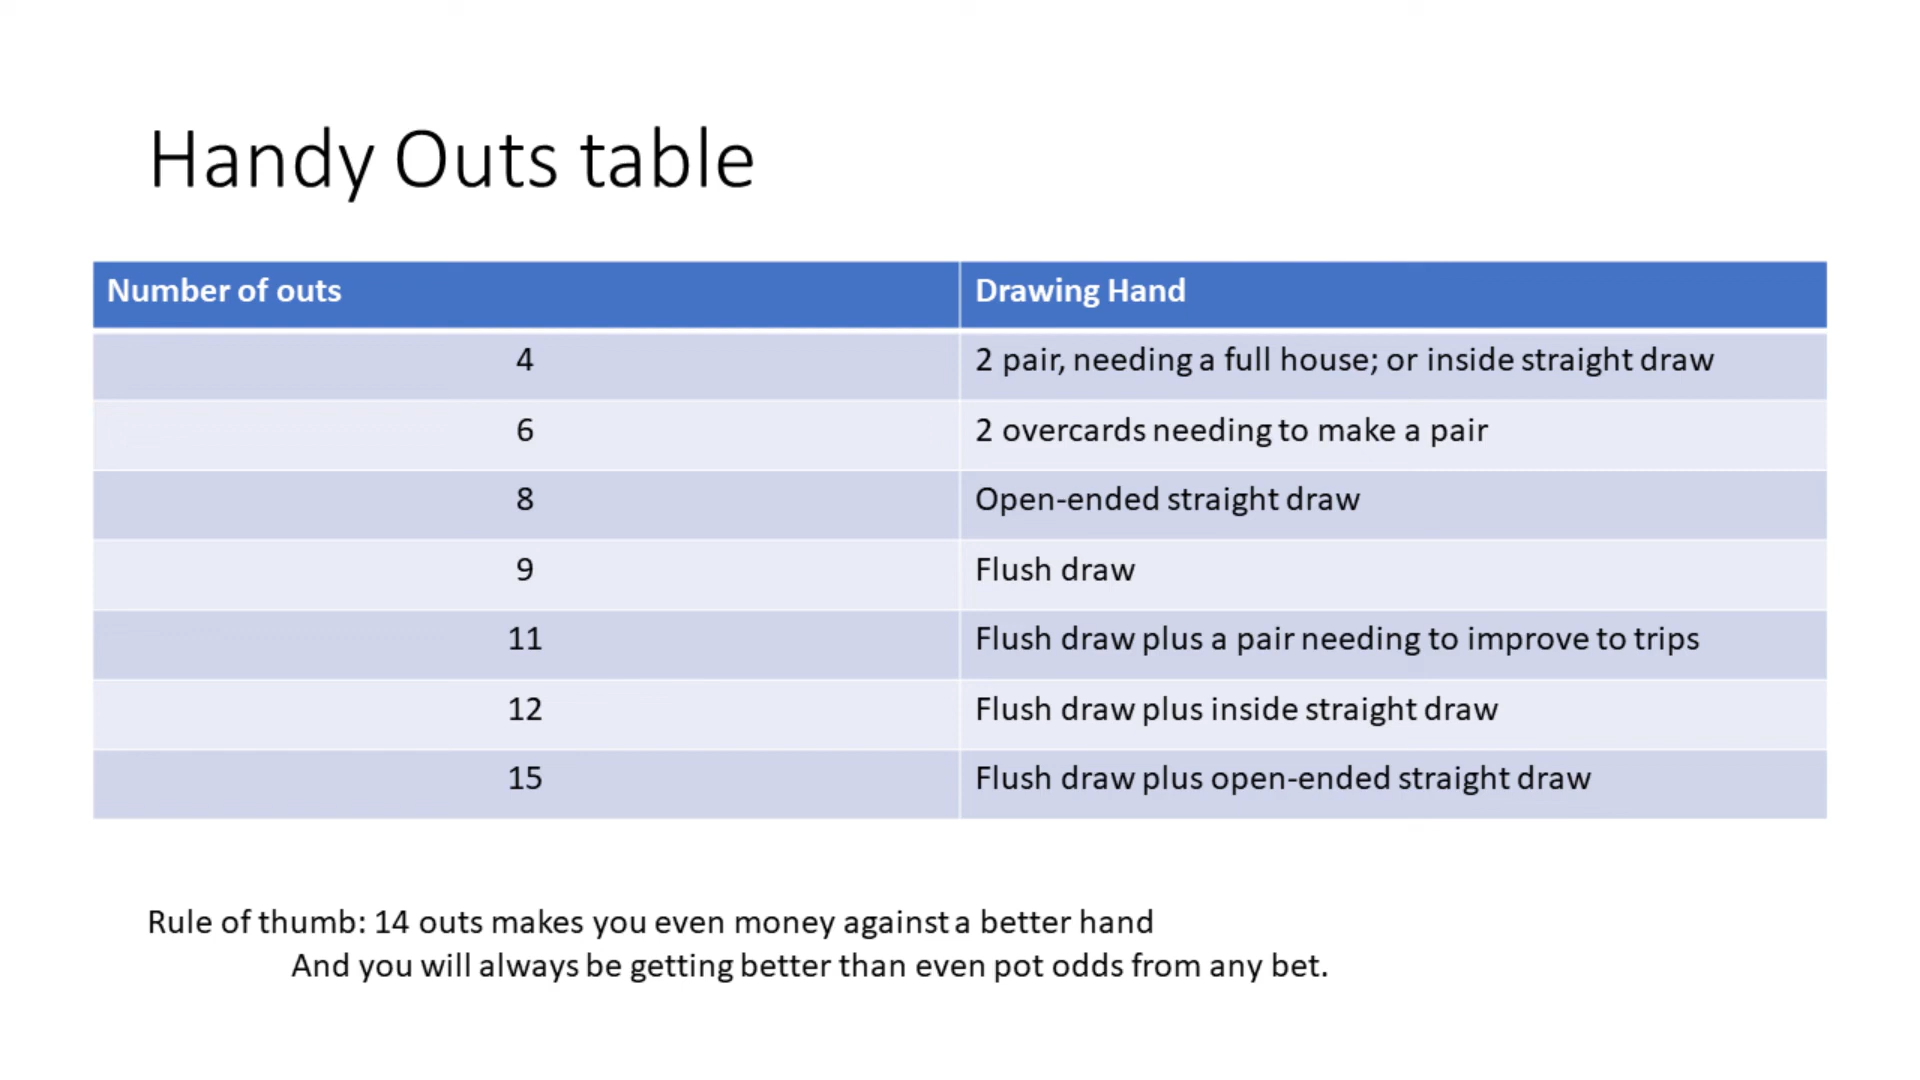 Handy Outs table
Number of outs Drawing Hand
4 2 pair, needing a full house; or inside straight draw
6 2 overcards needing to make a pair
8 Open-ended straight draw
9 Flush draw
11 Flush draw plus a pair needing to improve to trips
12 Flush draw plus inside straight draw
15 Flush draw plus open-ended straight draw
Rule of thumb: 14 outs makes you even money against a better hand
And you will always be getting better than even pot odds from any bet.